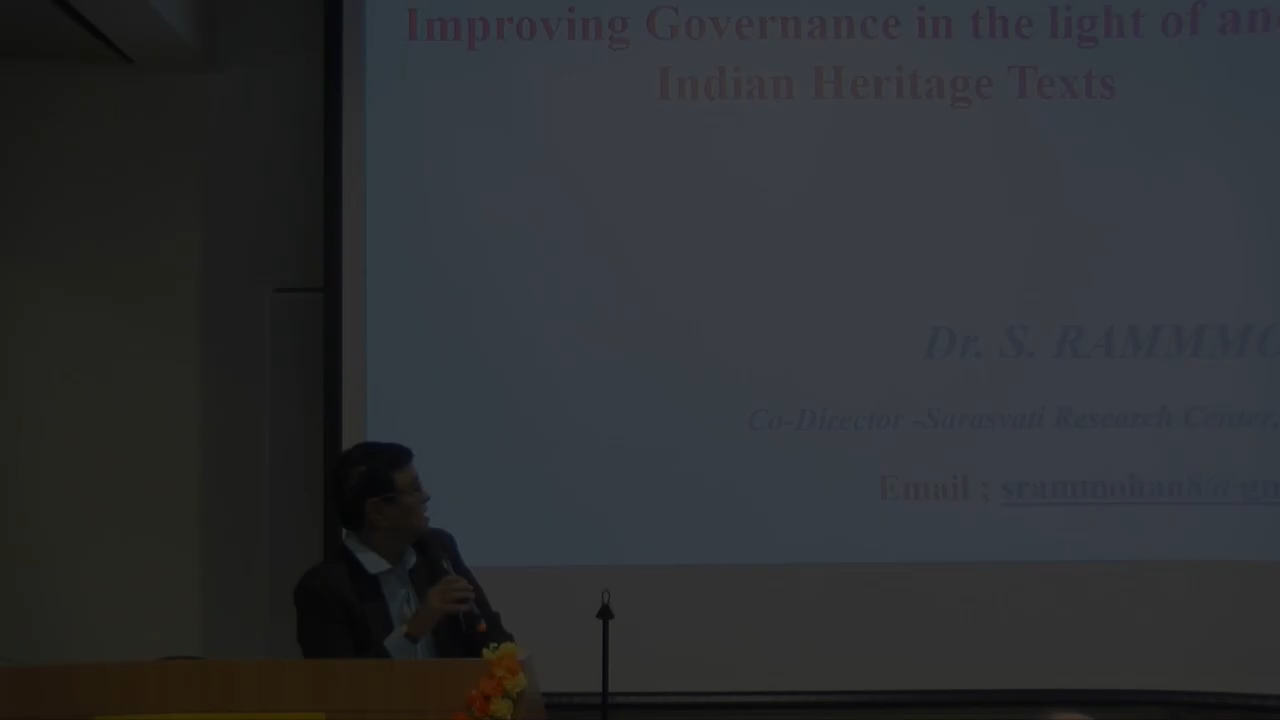 Improving Governance in the light of an
Indian Heritage Texts
Dr. S. RAMMMO
Co-Director -Sarasvati Research Center,
Email :